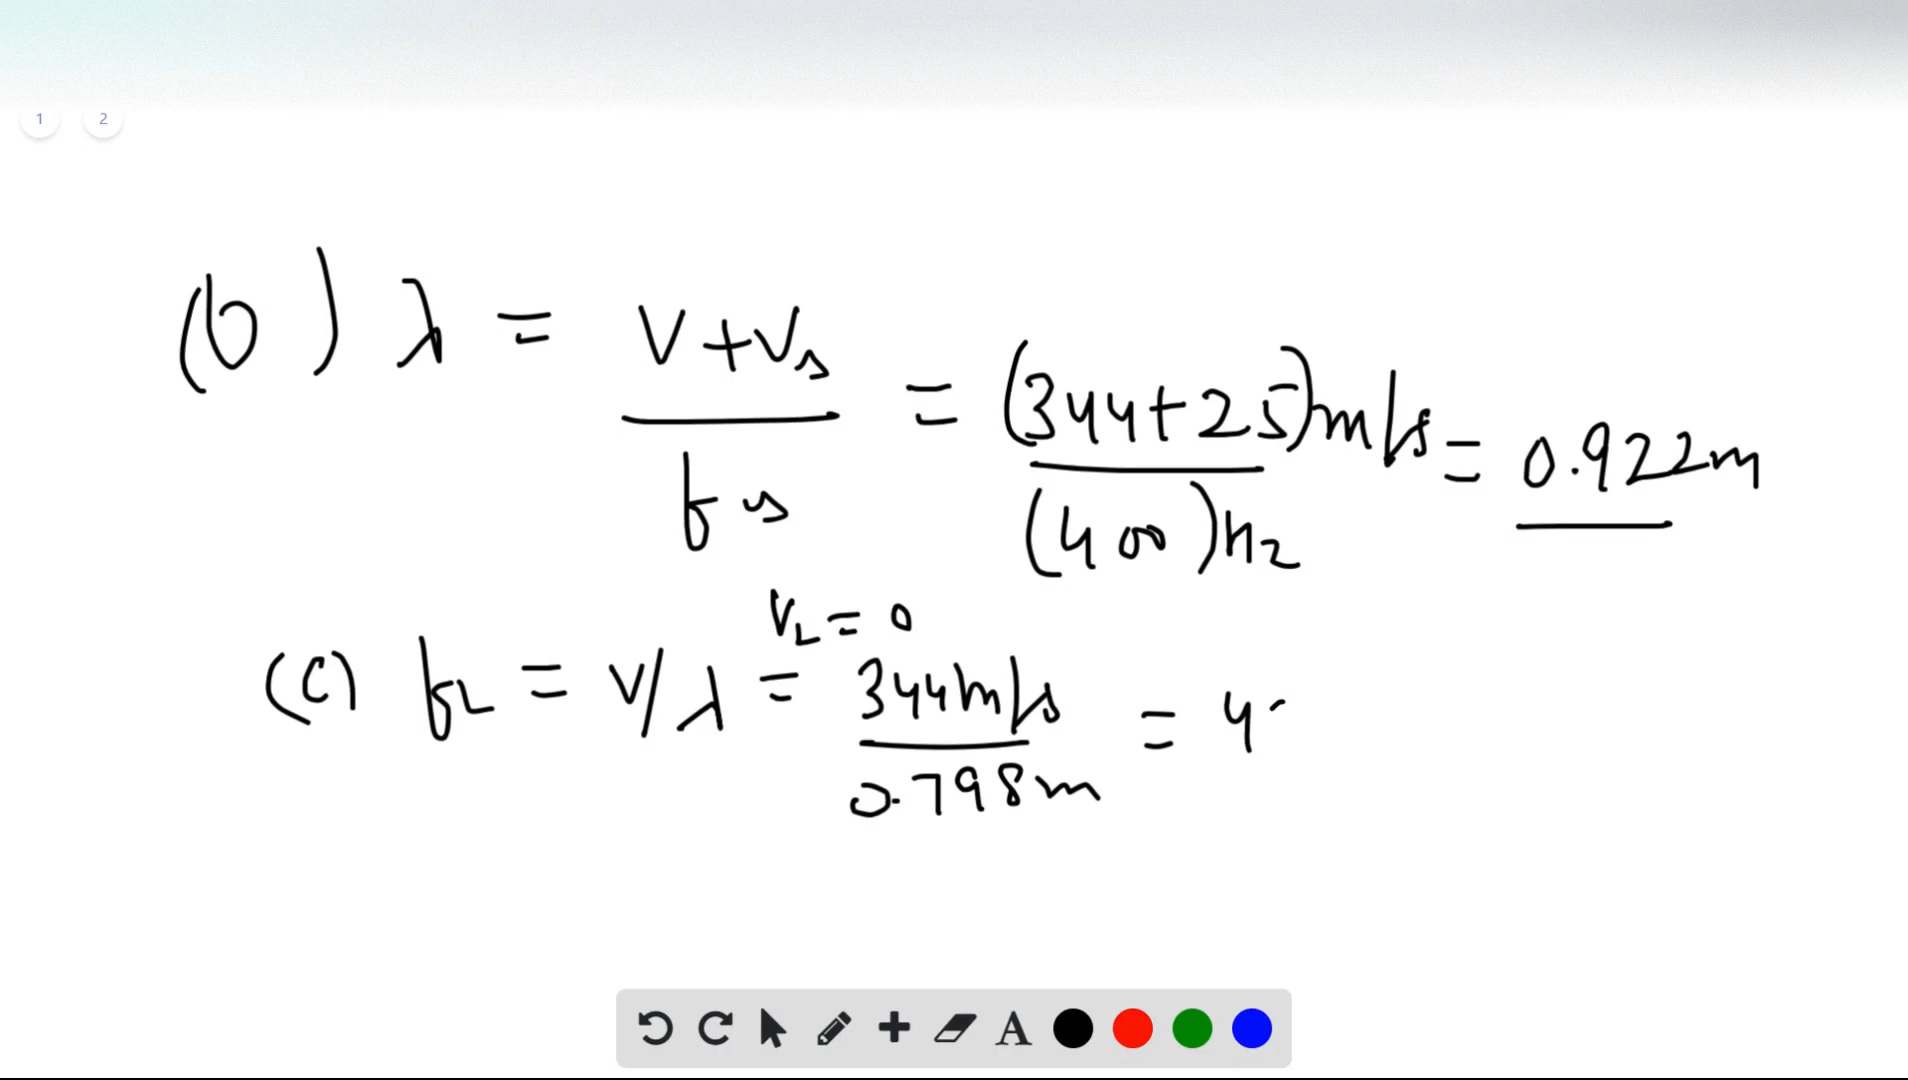 1 2
(b) λ = V+Vs / fs = (344+25)m/s / (400)Hz = 0.922m
VL = 0
(c) fL = V/λ = 344m/s / 0.798m = 4
A